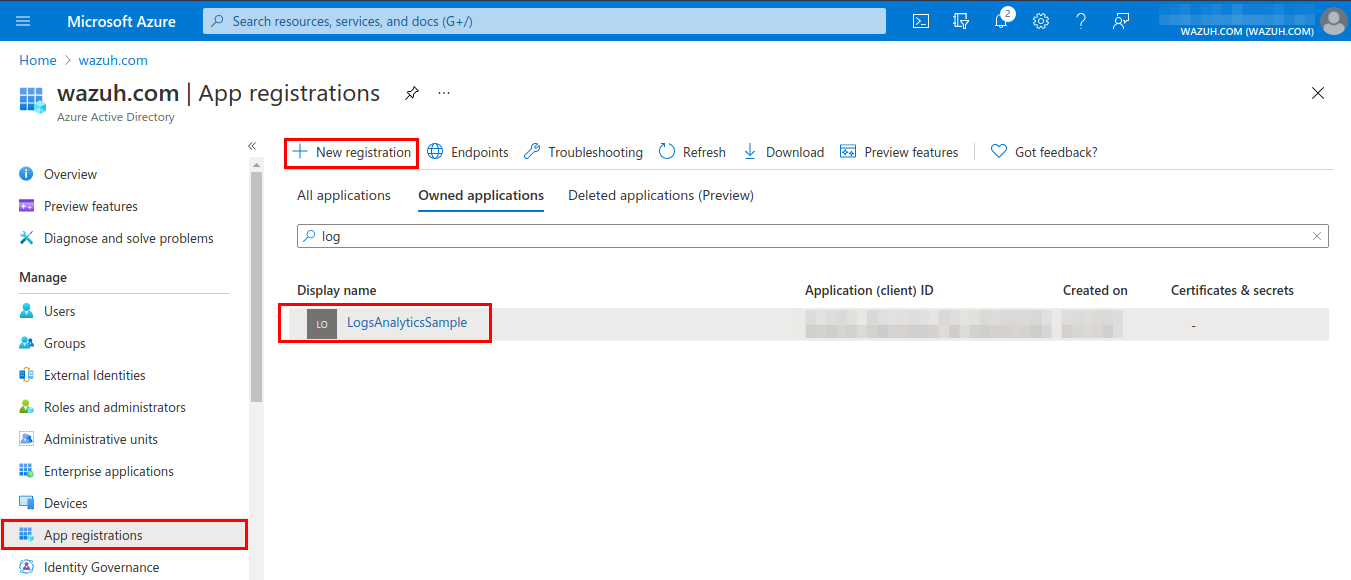 Microsoft Azure
Search resources, services, and docs (G+/)
2
WAZUH.COM (WAZUH.COM)
Home > wazuh.com
wazuh.com | App registrations
Azure Active Directory
New registration
Endpoints
Troubleshooting
Refresh
Download
Preview features
Got feedback?
Overview
Preview features
Diagnose and solve problems
Manage
Users
Groups
External Identities
Roles and administrators
Administrative units
Enterprise applications
Devices
App registrations
Identity Governance
All applications
Owned applications
Deleted applications (Preview)
log
Display name
Application (client) ID
Created on
Certificates & secrets
LO
LogsAnalyticsSample
-